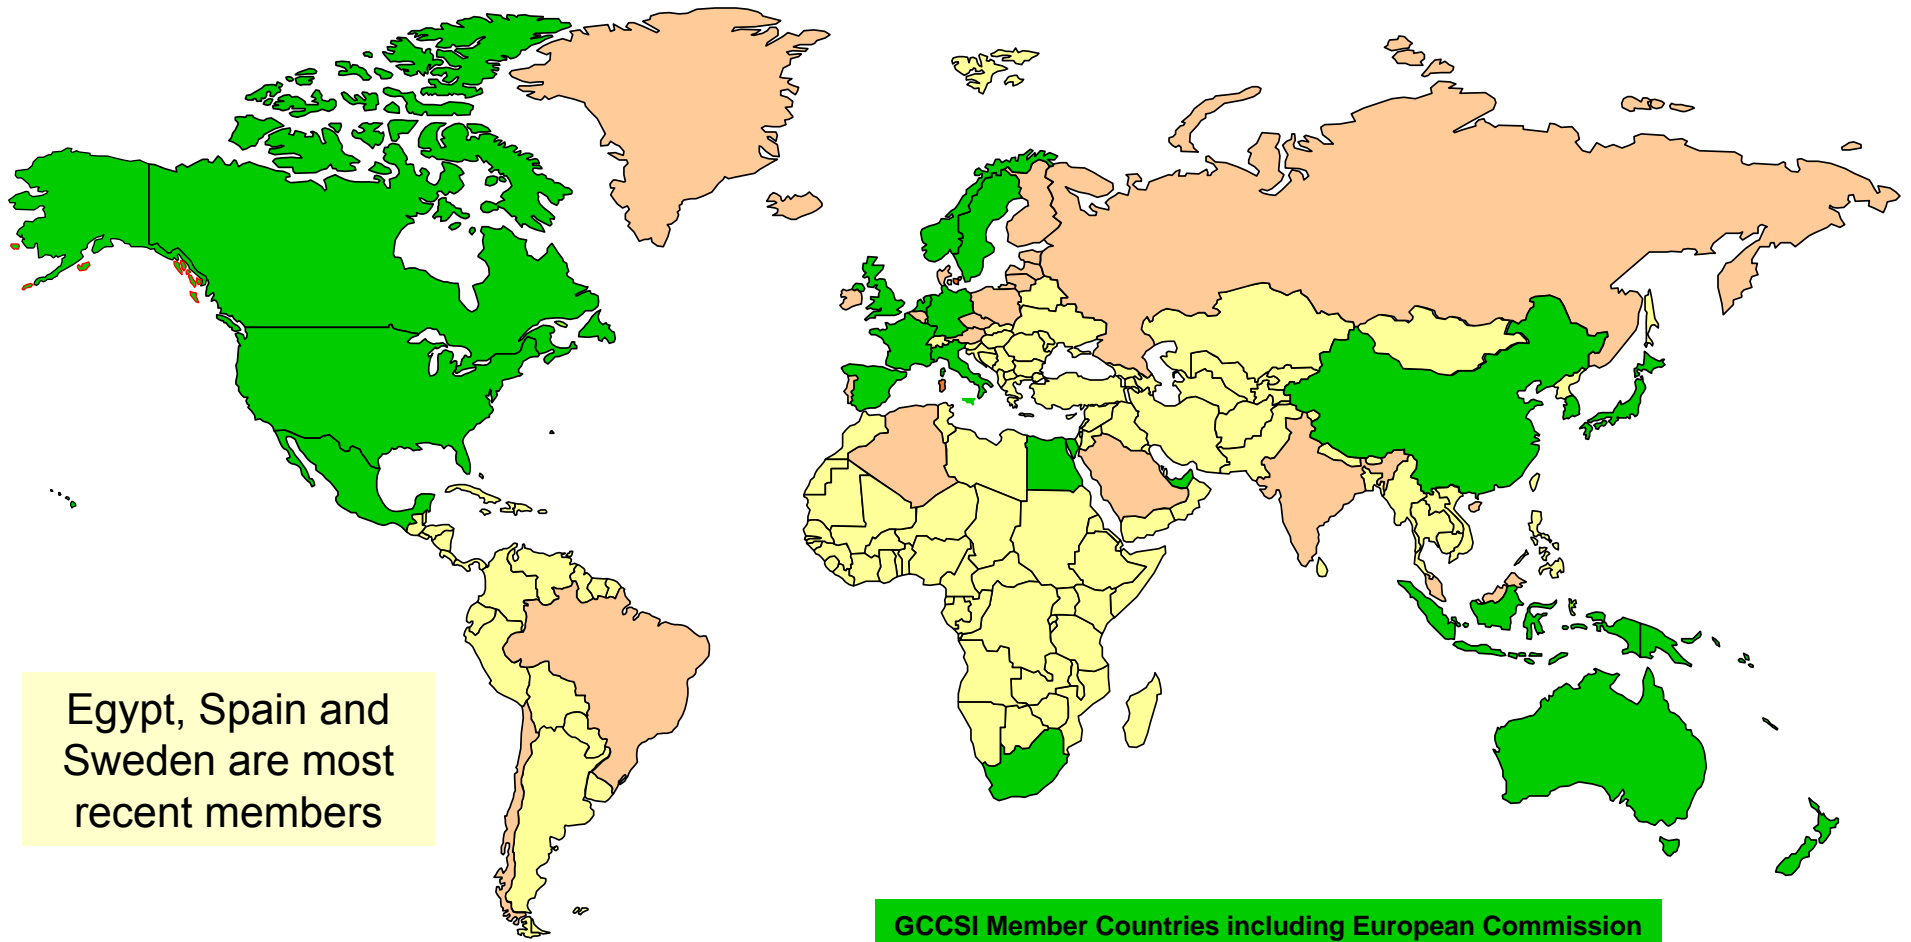 Egypt, Spain and
Sweden are most
recent members
GCCSI Member Countries including European Commission